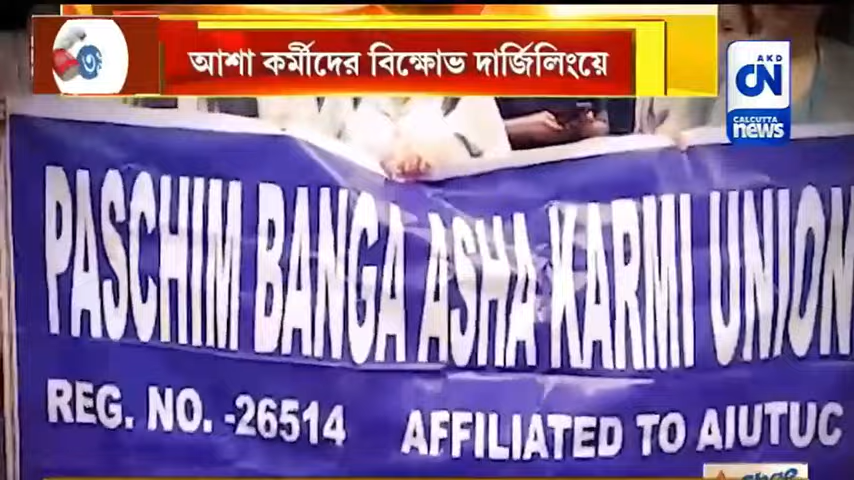 আশা কর্মীদের বিক্ষোভ দার্জিলিংয়ে
AKD
CN
CALCUTTA
NEWS
PASCHIM BANGA ASHA KARMI UNION
REG. NO. -26514 AFFILIATED TO AIUTUC